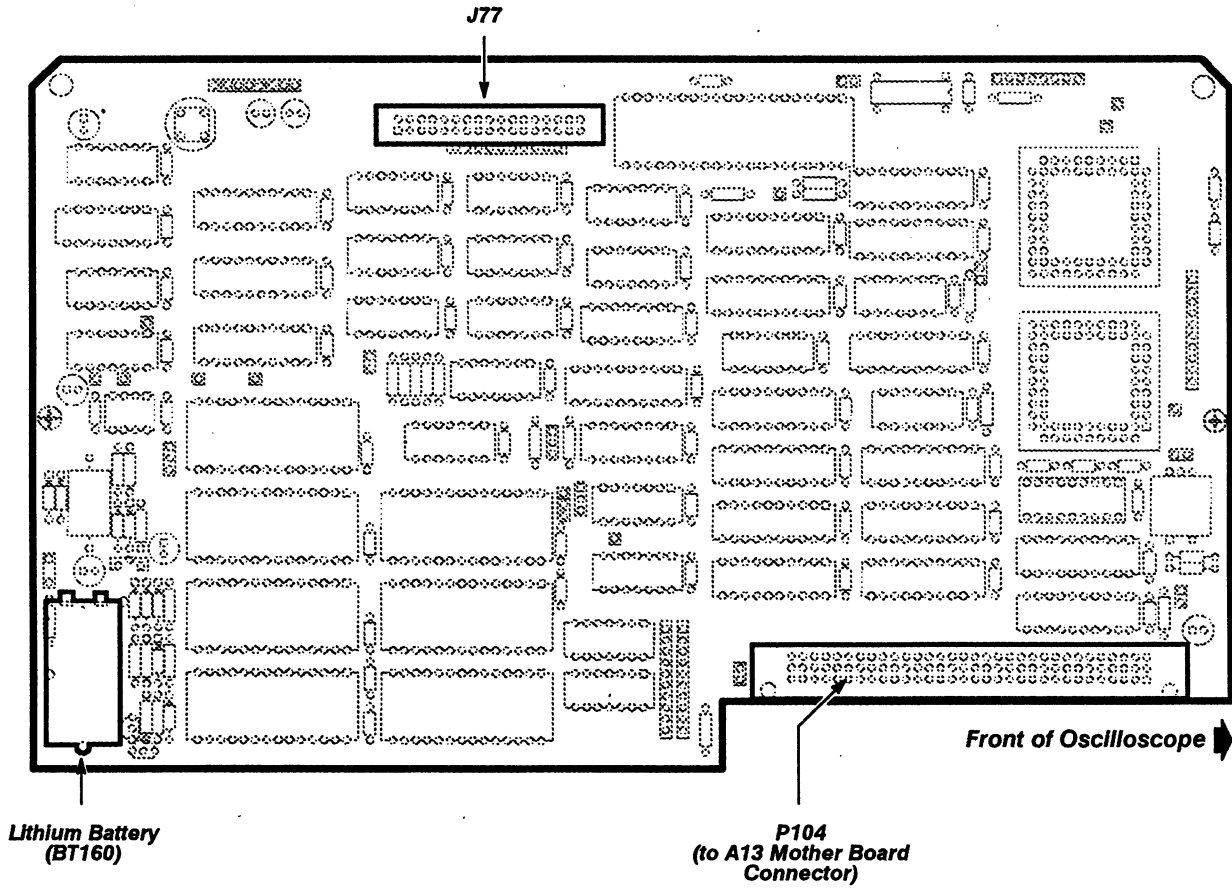 J77
Front of Oscilloscope
Lithium Battery
(BT160)
P104
(to A13 Mother Board
Connector)